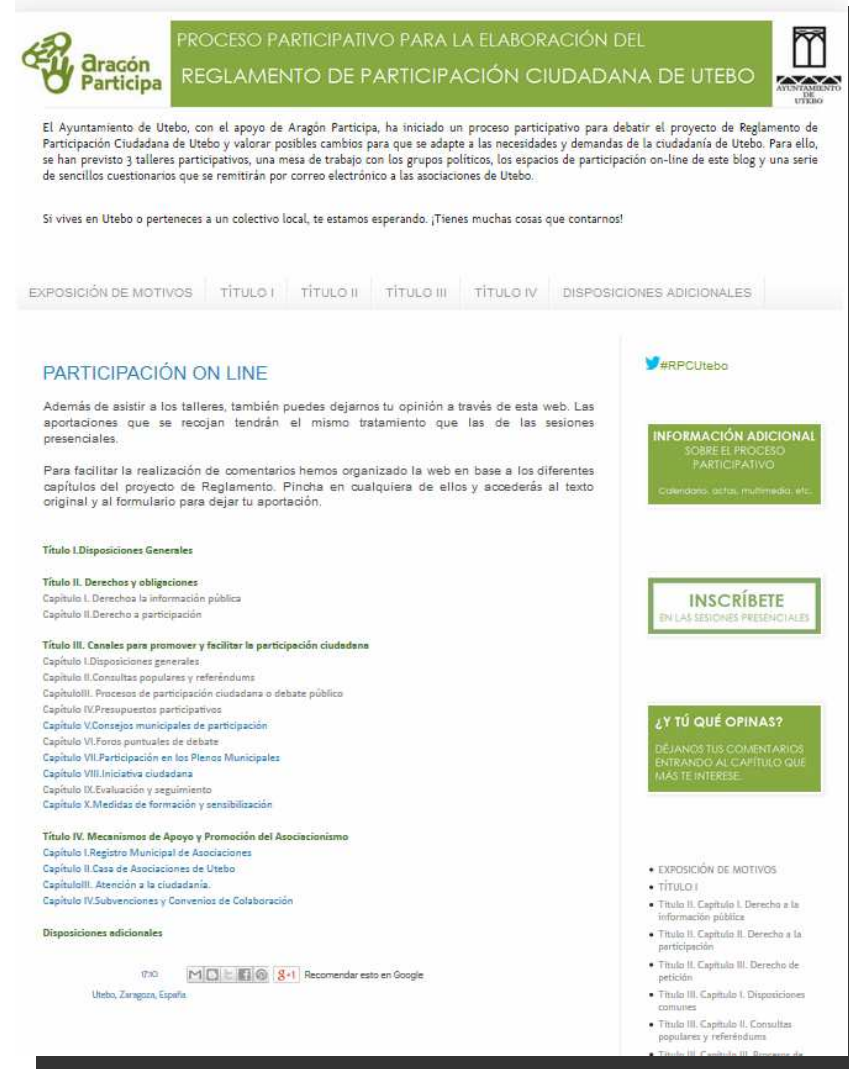 aragón
Participa
PROCESO PARTICIPATIVO PARA LA ELABORACIÓN DEL
REGLAMENTO DE PARTICIPACIÓN CIUDADANA DE UTEBO
AYUNTAMIENTO
DE
UTEBO
El Ayuntamiento de Utebo, con el apoyo de Aragón Participa, ha iniciado un proceso participativo para debatir el proyecto de Reglamento de
Participación Ciudadana de Utebo y valorar posibles cambios para que se adapte a las necesidades y demandas de la ciudadanía de Utebo. Para ello,
se han previsto 3 talleres participativos, una mesa de trabajo con los grupos políticos, los espacios de participación on-line de este blog y una serie
de sencillos cuestionarios que se remitirán por correo electrónico a las asociaciones de Utebo.
Si vives en Utebo o perteneces a un colectivo local, te estamos esperando. ¡Tienes muchas cosas que contarnos!
EXPOSICIÓN DE MOTIVOS TÍTULO I TÍTULO II TÍTULO III TÍTULO IV DISPOSICIONES ADICIONALES
PARTICIPACIÓN ON LINE
Además de asistir a los talleres, también puedes dejarnos tu opinión a través de esta web. Las
aportaciones que se recojan tendrán el mismo tratamiento que las de las sesiones
presenciales.
Para facilitar la realización de comentarios hemos organizado la web en base a los diferentes
capítulos del proyecto de Reglamento. Pincha en cualquiera de ellos y accederás al texto
original y al formulario para dejar tu aportación.
Título I.Disposiciones Generales
Título II. Derechos y obligaciones
Capítulo I. Derechoa la información pública
Capítulo II.Derecho a participación
Título III. Canales para promover y facilitar la participación ciudadana
Capítulo I.Disposiciones generales
Capítulo II.Consultas populares y referéndums
CapítuloIII. Procesos de participación ciudadana o debate público
Capítulo IV.Presupuestos participativos
Capítulo V.Consejos municipales de participación
Capítulo VI.Foros puntuales de debate
Capítulo VII.Participación en los Plenos Municipales
Capítulo VIII.Iniciativa ciudadana
Capítulo IX.Evaluación y seguimiento
Capítulo X.Medidas de formación y sensibilización
Título IV. Mecanismos de Apoyo y Promoción del Asociacionismo
Capítulo I.Registro Municipal de Asociaciones
Capítulo II.Casa de Asociaciones de Utebo
CapítuloIII. Atención a la ciudadanía.
Capítulo IV.Subvenciones y Convenios de Colaboración
Disposiciones adicionales
17:10 g+1 Recomendar esto en Google
Utebo, Zaragoza, España
#RPCUtebo
INFORMACIÓN ADICIONAL
SOBRE EL PROCESO
PARTICIPATIVO
Calendario, actas, multimedia, etc.
INSCRÍBETE
EN LAS SESIONES PRESENCIALES
¿Y TÚ QUÉ OPINAS?
DÉJANOS TUS COMENTARIOS
ENTRANDO AL CAPÍTULO QUE
MÁS TE INTERESE.
EXPOSICIÓN DE MOTIVOS
TÍTULO I
Título II. Capítulo I. Derecho a la
información pública
Título II. Capítulo II. Derecho a la
participación
Título II. Capítulo III. Derecho de
petición
Título III. Capítulo I. Disposiciones
comunes
Título III. Capítulo II. Consultas
populares y referéndums
Título III. Capítulo III. Procesos de